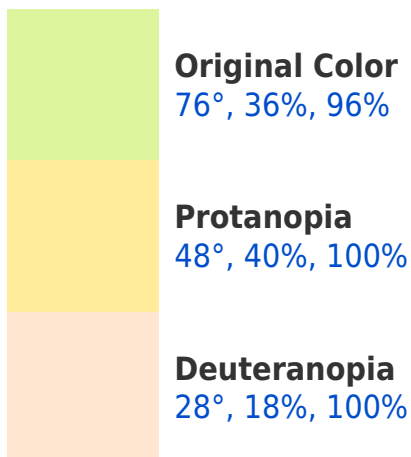 Original Color
76°, 36%, 96%
Protanopia
48°, 40%, 100%
Deuteranopia
28°, 18%, 100%